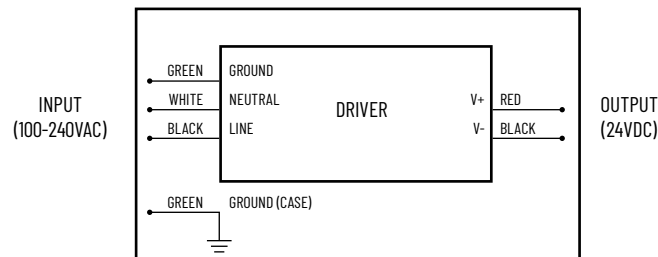 GREEN GROUND
INPUT
(100-240VAC)
WHITE NEUTRAL
DRIVER
V+ RED
OUTPUT
(24VDC)
BLACK LINE
V- BLACK
GREEN GROUND (CASE)